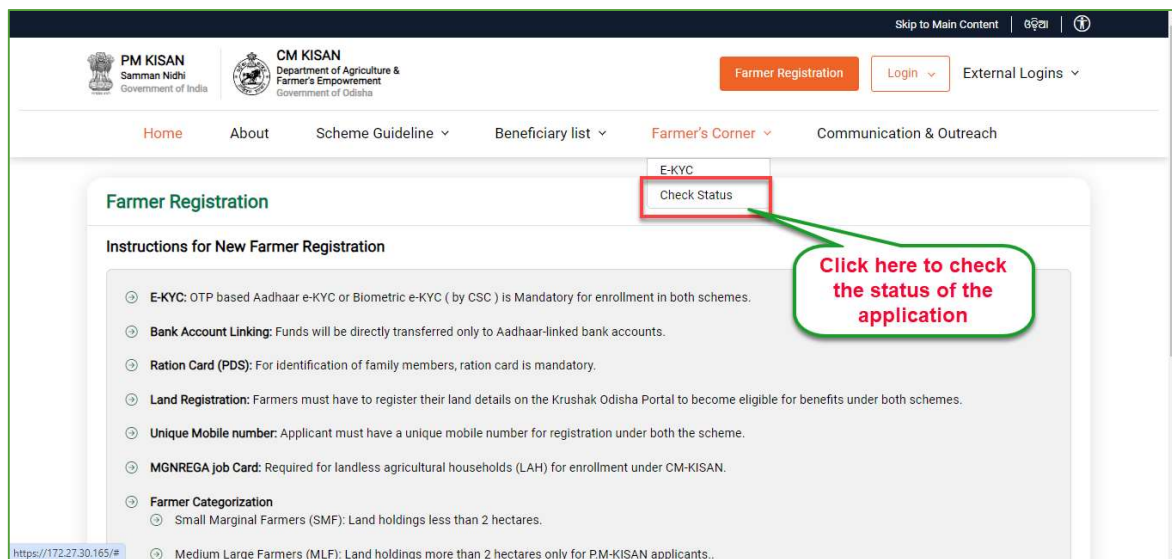 Skip to Main Content | ଓଡ଼ିଆ |
PM KISAN
Samman Nidhi
Government of India
CM KISAN
Department of Agriculture &
Farmer's Empowerement
Government of Odisha
Farmer Registration
Login
External Logins
Home
About
Scheme Guideline
Beneficiary list
Farmer's Corner
Communication & Outreach
E-KYC
Check Status
Farmer Registration
Click here to check
the status of the
application
Instructions for New Farmer Registration
E-KYC: OTP based Aadhaar e-KYC or Biometric e-KYC ( by CSC ) is Mandatory for enrollment in both schemes.
Bank Account Linking: Funds will be directly transferred only to Aadhaar-linked bank accounts.
Ration Card (PDS): For identification of family members, ration card is mandatory.
Land Registration: Farmers must have to register their land details on the Krushak Odisha Portal to become eligible for benefits under both schemes.
Unique Mobile number: Applicant must have a unique mobile number for registration under both the scheme.
MGNREGA job Card: Required for landless agricultural households (LAH) for enrollment under CM-KISAN.
Farmer Categorization
Small Marginal Farmers (SMF): Land holdings less than 2 hectares.
Medium Large Farmers (MLF): Land holdings more than 2 hectares only for P.M-KISAN applicants..
https://172.27.30.165/#